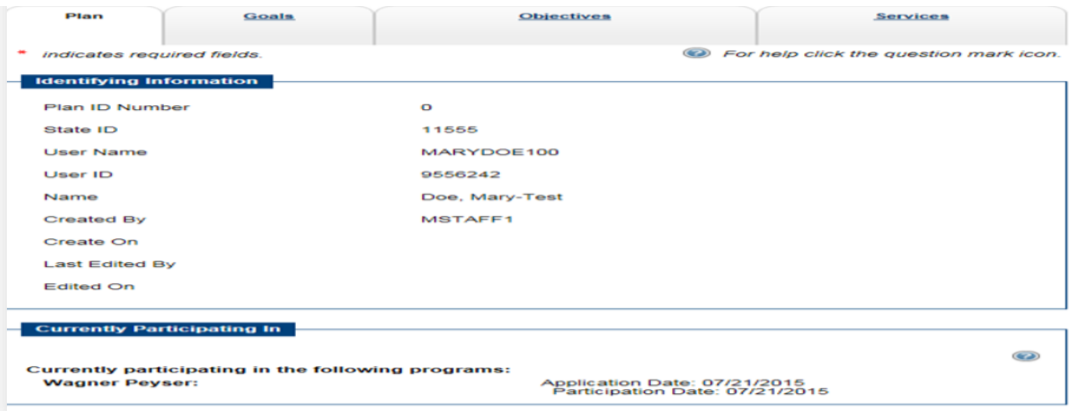 Plan Goals Objectives Services
* indicates required fields. For help click the question mark icon.
Identifying Information
Plan ID Number 0
State ID 11555
User Name MARYDOE100
User ID 9556242
Name Doe, Mary-Test
Created By MSTAFF1
Create On
Last Edited By
Edited On
Currently Participating In
Currently participating in the following programs:
Wagner Peyser: Application Date: 07/21/2015
Participation Date: 07/21/2015